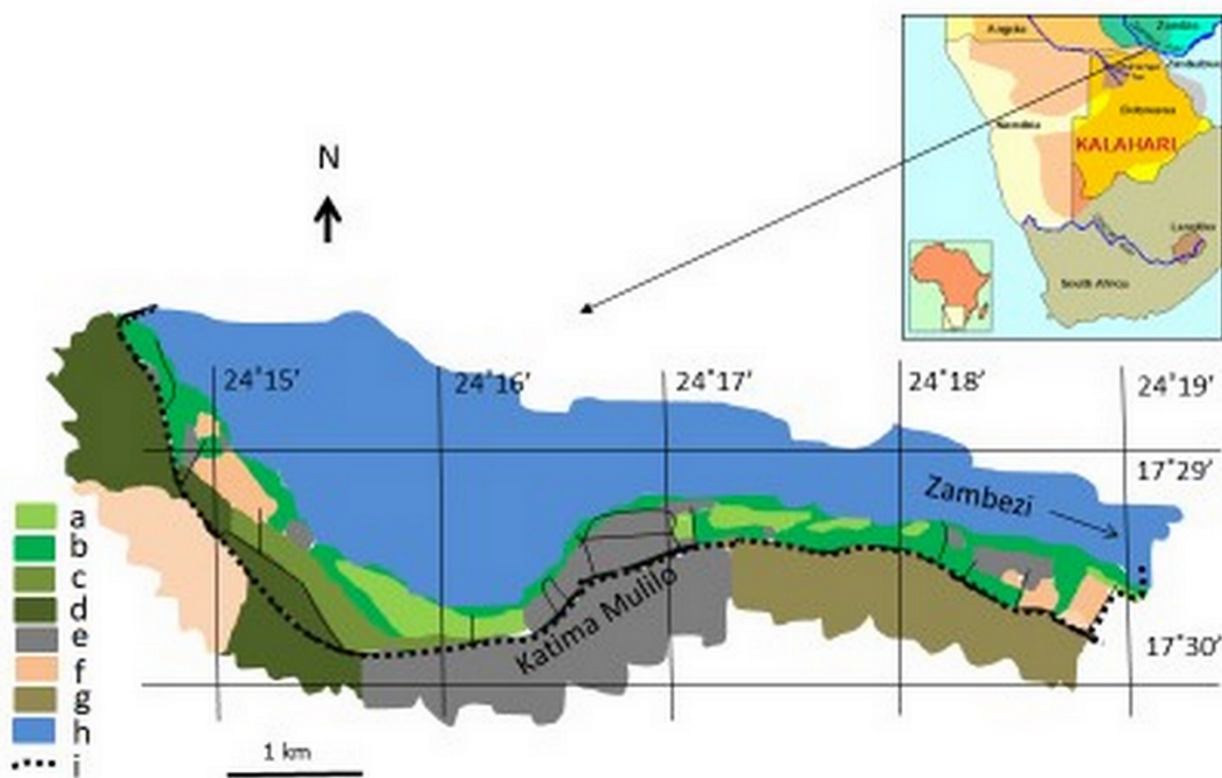 Angola
Zambia
Botswana
Namibia
KALAHARI
South Africa
N
24°15'
24°16'
24°17'
24°18'
24°19'
17°29'
Zambezi
a
b
c
d
e
f
g
h
i
Katima Mulilo
17°30'
1 km